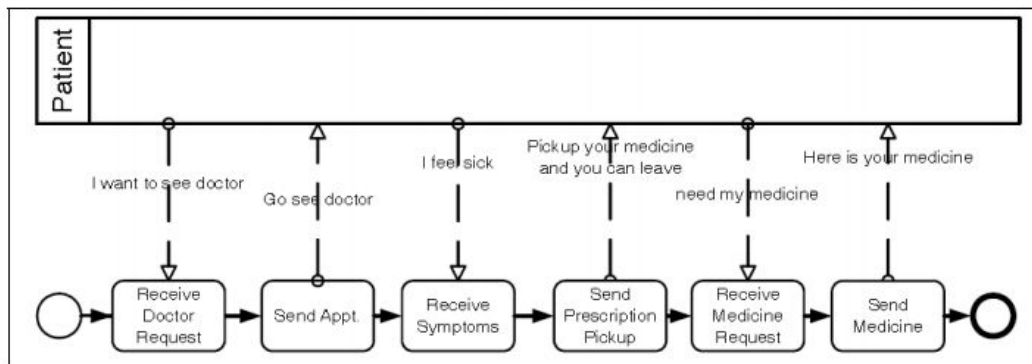 Patient
I want to see doctor
Go see doctor
I feel sick
Pickup your medicine
and you can leave
need my medicine
Here is your medicine
Receive
Doctor
Request
Send Appt.
Receive
Symptoms
Send
Prescription
Pickup
Receive
Medicine
Request
Send
Medicine